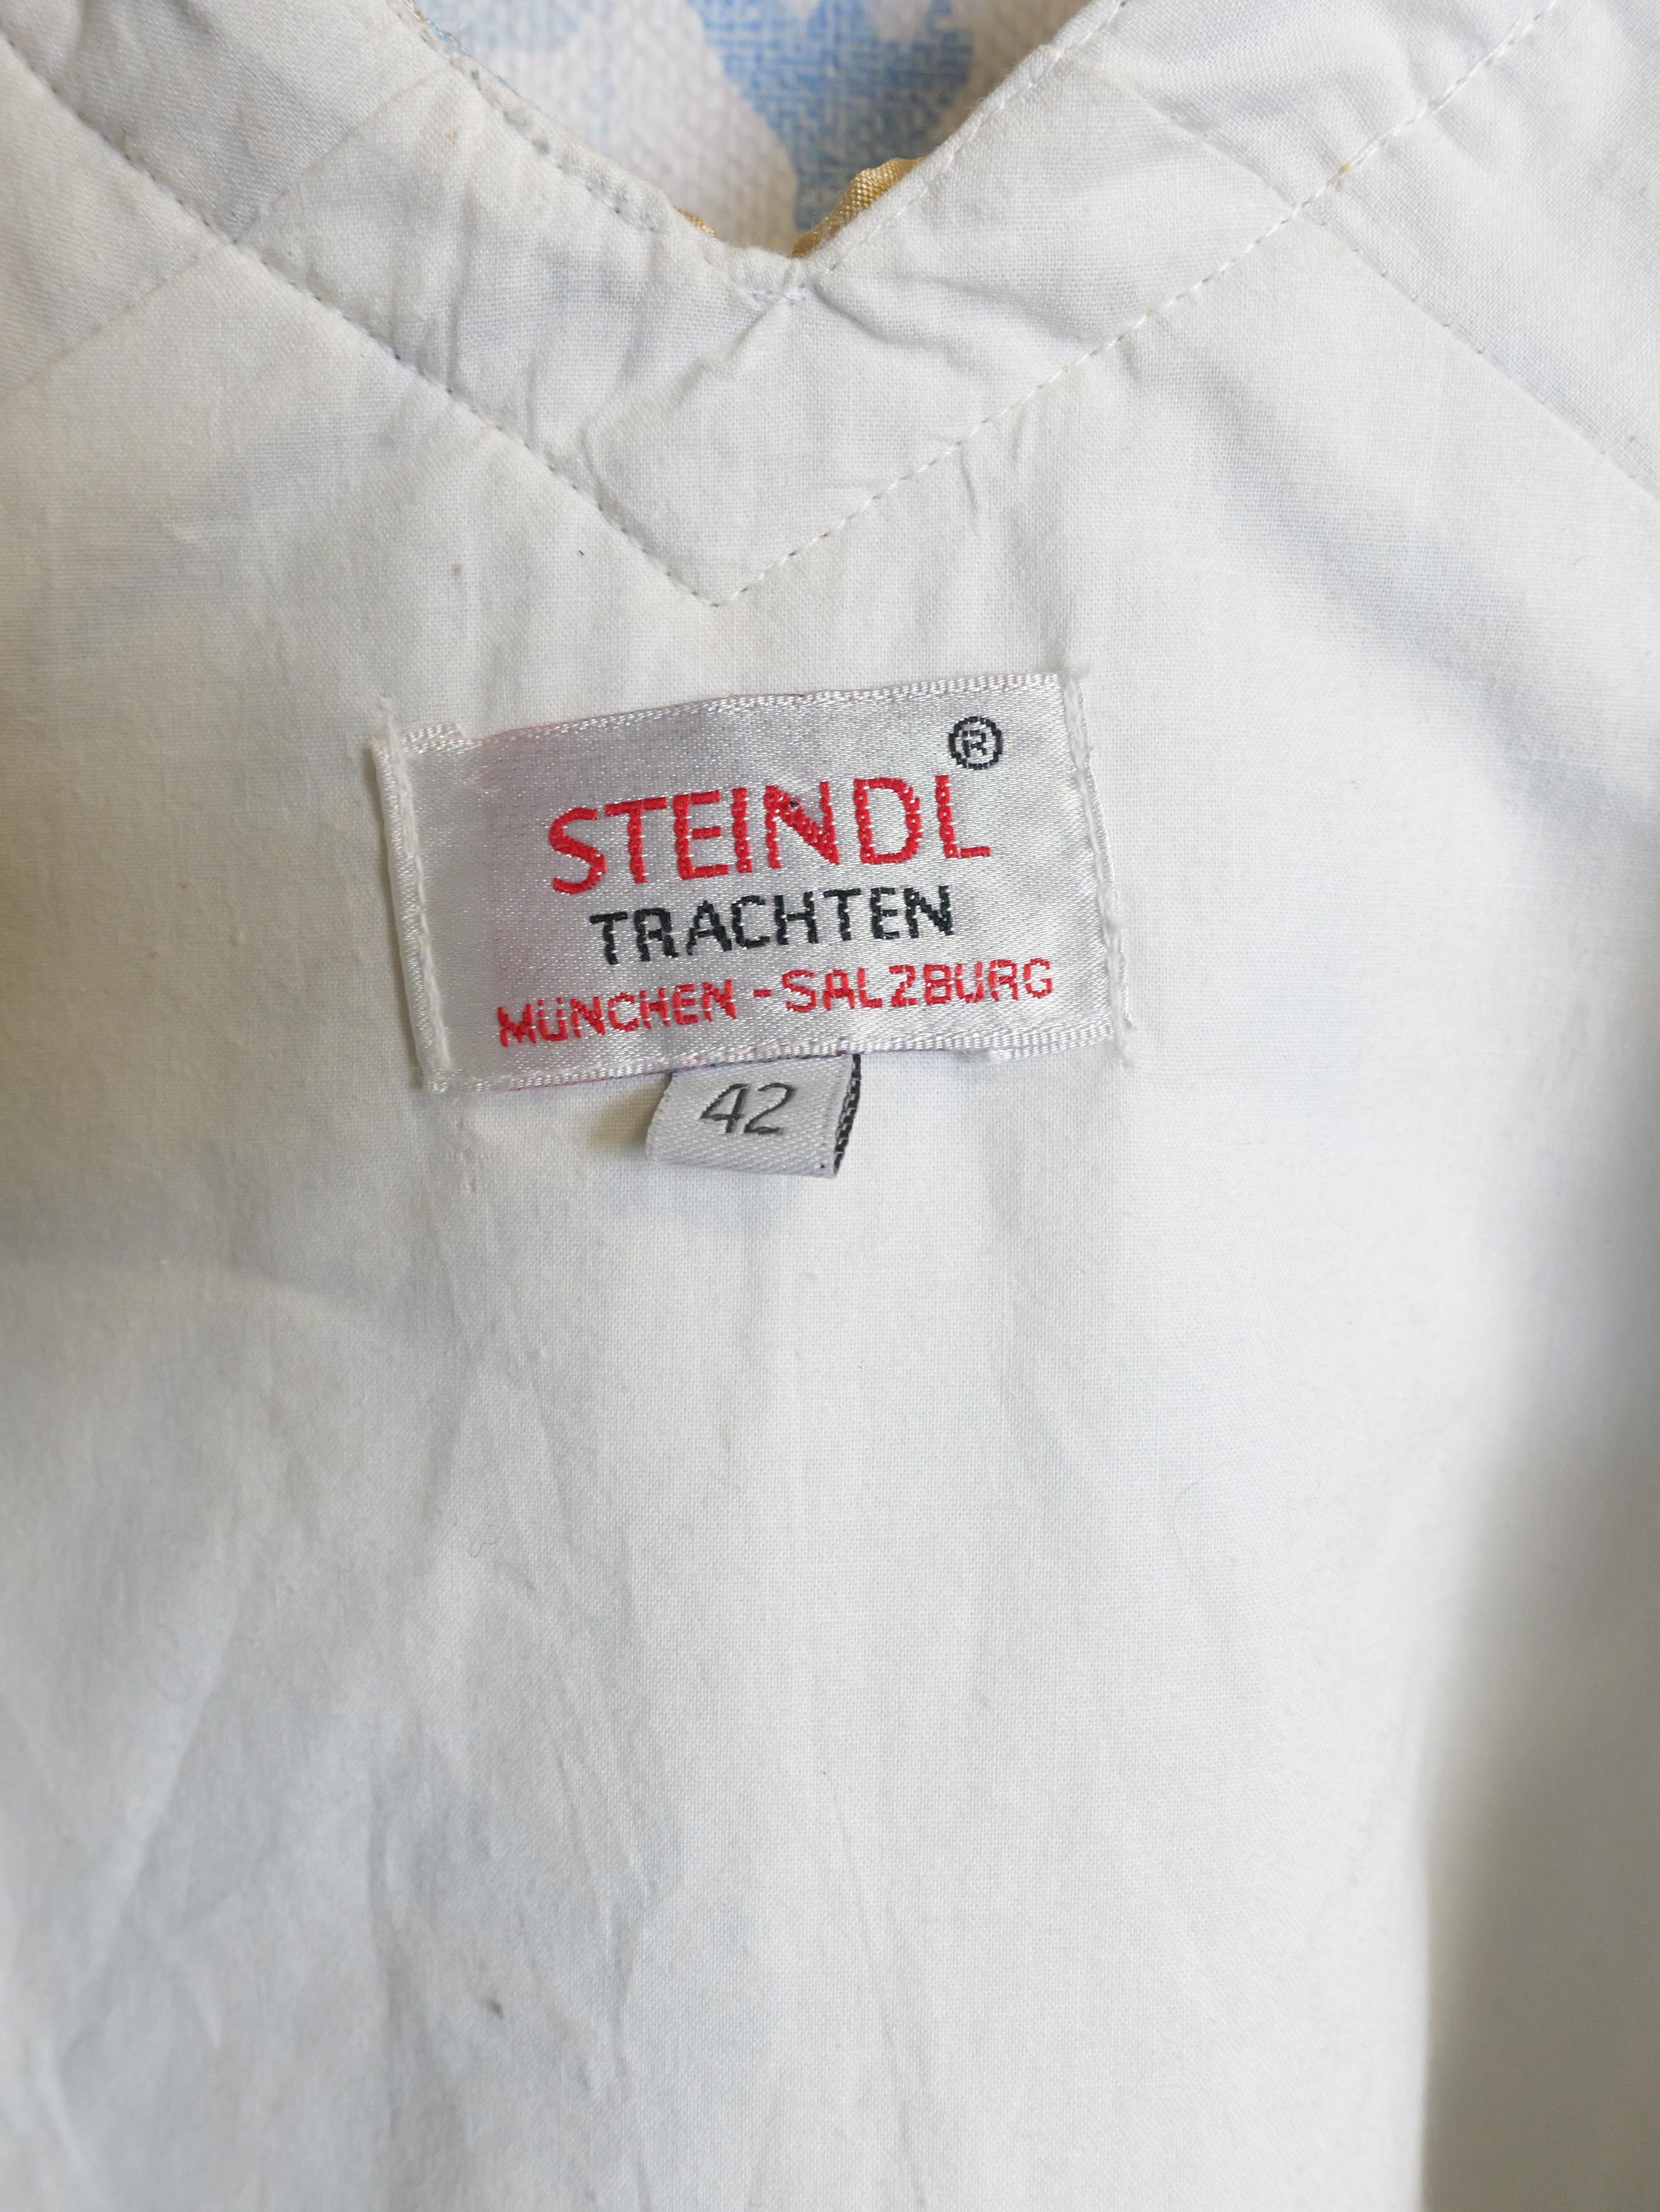 ®
STEINDL
TRACHTEN
MÜNCHEN - SALZBURG
42